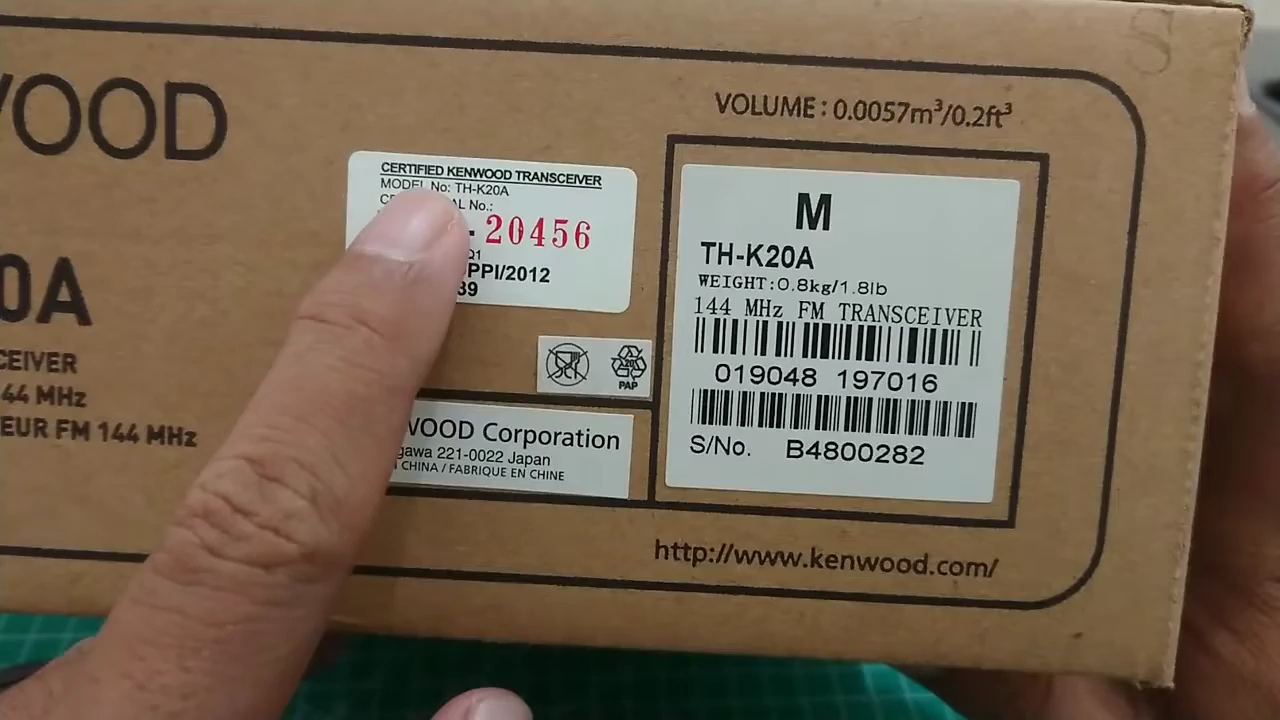 WOOD
0A
CEIVER
44 MHz
EUR FM 144 MHz
CERTIFIED KENWOOD TRANSCEIVER
MODEL No: TH-K20A
AL No.:
- 20456
Q1
PPI/2012
39
PAP
WOOD Corporation
gawa 221-0022 Japan
CHINA / FABRIQUE EN CHINE
VOLUME : 0.0057m³/0.2ft³
M
TH-K20A
WEIGHT:0.8kg/1.8lb
144 MHz FM TRANSCEIVER
019048 197016
S/No. B4800282
http://www.kenwood.com/